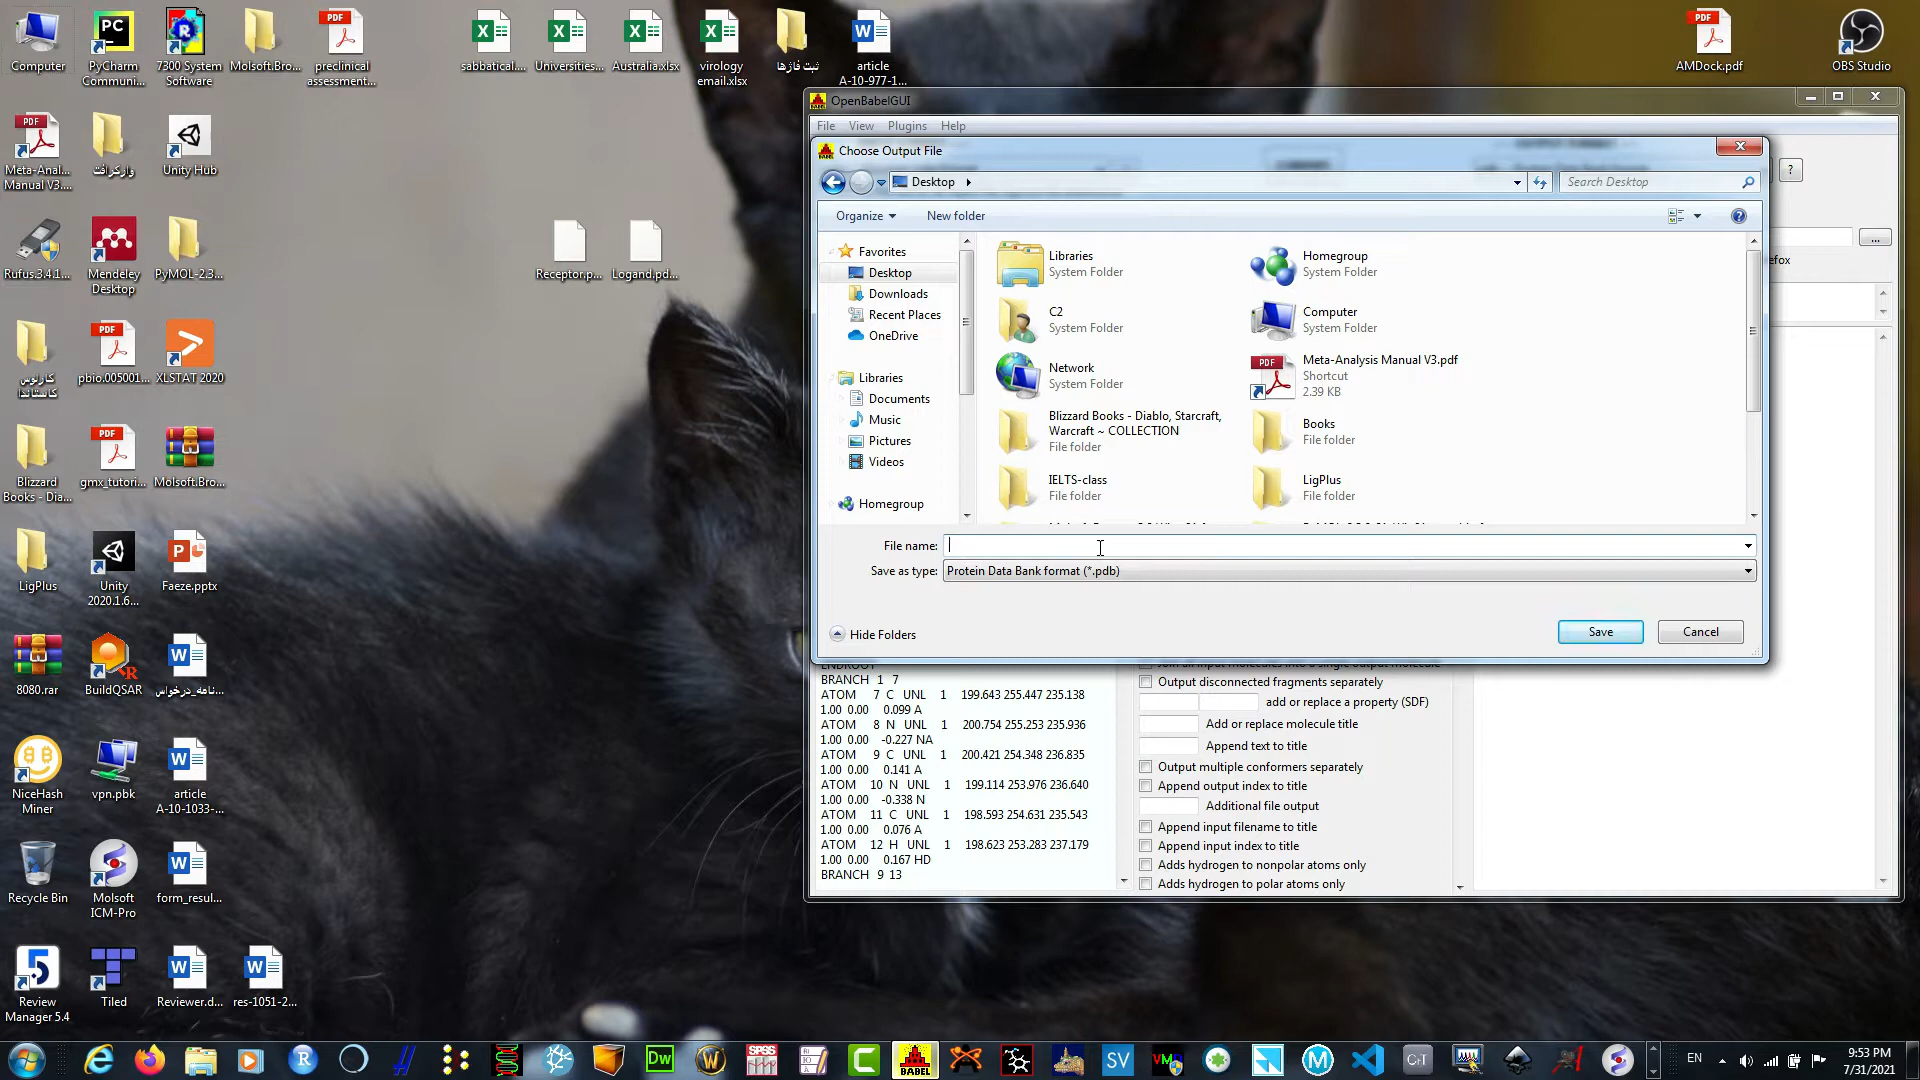 Computer
PyCharm
Communi...
7300 System
Software
Molsoft.Bro...
preclinical
assessment...
sabbatical....
Universities...
Australia.xlsx
virology
email.xlsx
ثبت فاژها
article
A-10-977-1...
AMDock.pdf
OBS Studio
Meta-Anal...
Manual V3....
وارکرافت
Unity Hub
Rufus.3.4.1...
Mendeley
Desktop
PyMOL-2.3...
Receptor.p...
Logand.pd...
کارلوس
کاستاندا
pbio.005001...
XLSTAT 2020
Blizzard
Books - Dia...
gmx_tutori...
Molsoft.Bro...
LigPlus
Unity
2020.1.6...
Faeze.pptx
8080.rar
BuildQSAR
نامه_درخواس...
NiceHash
Miner
vpn.pbk
article
A-10-1033-...
Recycle Bin
Molsoft
ICM-Pro
form_resul...
Review
Manager 5.4
Tiled
Reviewer.d...
res-1051-2...
OpenBabelGUI
File View Plugins Help
Choose Output File
Desktop
Search Desktop
Organize
New folder
Favorites
Desktop
Downloads
Recent Places
OneDrive
Libraries
Documents
Music
Pictures
Videos
Homegroup
Libraries
System Folder
Homegroup
System Folder
C2
System Folder
Computer
System Folder
Network
System Folder
Meta-Analysis Manual V3.pdf
Shortcut
2.39 KB
Blizzard Books - Diablo, Starcraft,
Warcraft ~ COLLECTION
File folder
Books
File folder
IELTS-class
File folder
LigPlus
File folder
File name:
Save as type: Protein Data Bank format (*.pdb)
Hide Folders
Save
Cancel
...
efox
ENDROOT
BRANCH 1 7
ATOM 7 C UNL 1 199.643 255.447 235.138
1.00 0.00 0.099 A
ATOM 8 N UNL 1 200.754 255.253 235.936
1.00 0.00 -0.227 NA
ATOM 9 C UNL 1 200.421 254.348 236.835
1.00 0.00 0.141 A
ATOM 10 N UNL 1 199.114 253.976 236.640
1.00 0.00 -0.338 N
ATOM 11 C UNL 1 198.593 254.631 235.543
1.00 0.00 0.076 A
ATOM 12 H UNL 1 198.623 253.283 237.179
1.00 0.00 0.167 HD
BRANCH 9 13
Join all input molecules into a single output molecule
Output disconnected fragments separately
add or replace a property (SDF)
Add or replace molecule title
Append text to title
Output multiple conformers separately
Append output index to title
Additional file output
Append input filename to title
Append input index to title
Adds hydrogen to nonpolar atoms only
Adds hydrogen to polar atoms only
EN
9:53 PM
7/31/2021